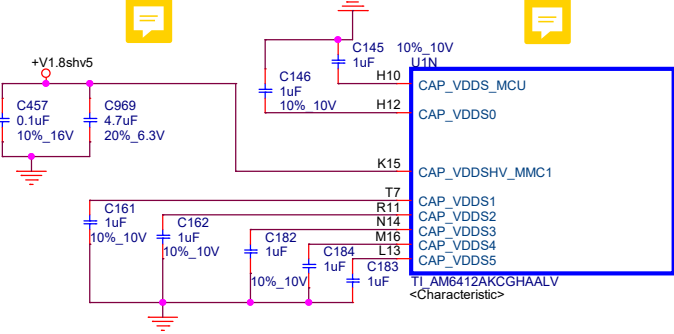 +V1.8shv5
C457
0.1uF
10%_16V
C969
4.7uF
20%_6.3V
C145
1uF
10%_10V
C146
1uF
10%_10V
U1N
H10
CAP_VDDS_MCU
H12
CAP_VDDS0
K15
CAP_VDDSHV_MMC1
T7
CAP_VDDS1
R11
CAP_VDDS2
N14
CAP_VDDS3
M16
CAP_VDDS4
L13
CAP_VDDS5
C161
1uF
10%_10V
C162
1uF
10%_10V
C182
1uF
10%_10V
C184
1uF
C183
1uF
TI_AM6412AKCGHAALV
<Characteristic>